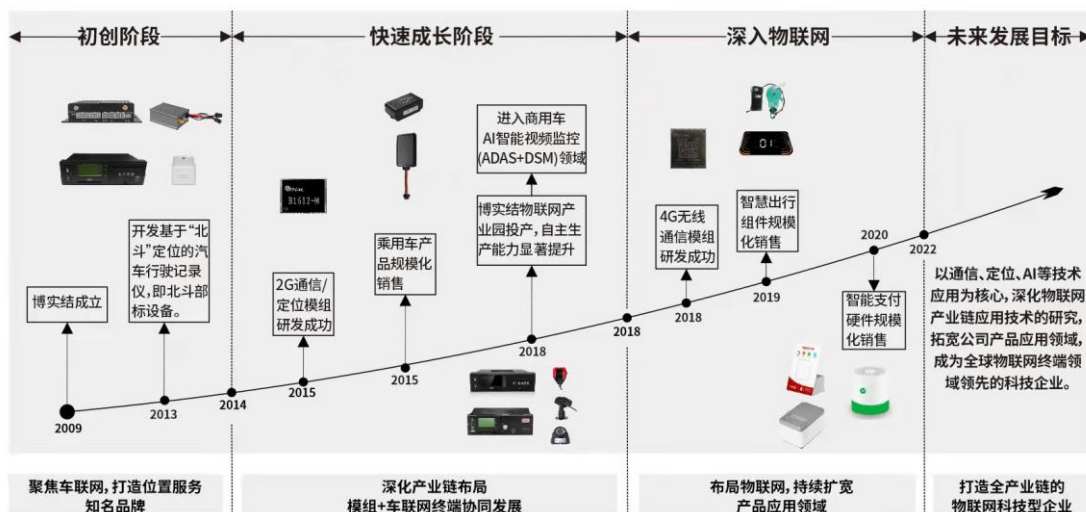 初创阶段
快速成长阶段
深入物联网
未来发展目标
博实结成立
开发基于“北
斗”定位的汽
车行驶记录
仪,即北斗部
标设备。
B1612-M
2G通信/
定位模组
研发成功
乘用车产
品规模化
销售
进入商用车
AI智能视频监控
(ADAS+DSM)领域
博实结物联网产
业园投产,自主生
产能力显著提升
4G无线
通信模组
研发成功
01
智慧出行
组件规模
化销售
智能支付
硬件规模
化销售
以通信、定位、AI等技术
应用为核心,深化物联网
产业链应用技术的研究,
拓宽公司产品应用领域,
成为全球物联网终端领
域领先的科技企业。
2009
2013
2014
2015
2015
2018
2018
2018
2019
2020
2022
聚焦车联网,打造位置服务
知名品牌
深化产业链布局
模组+车联网终端协同发展
布局物联网,持续扩宽
产品应用领域
打造全产业链的
物联网科技型企业